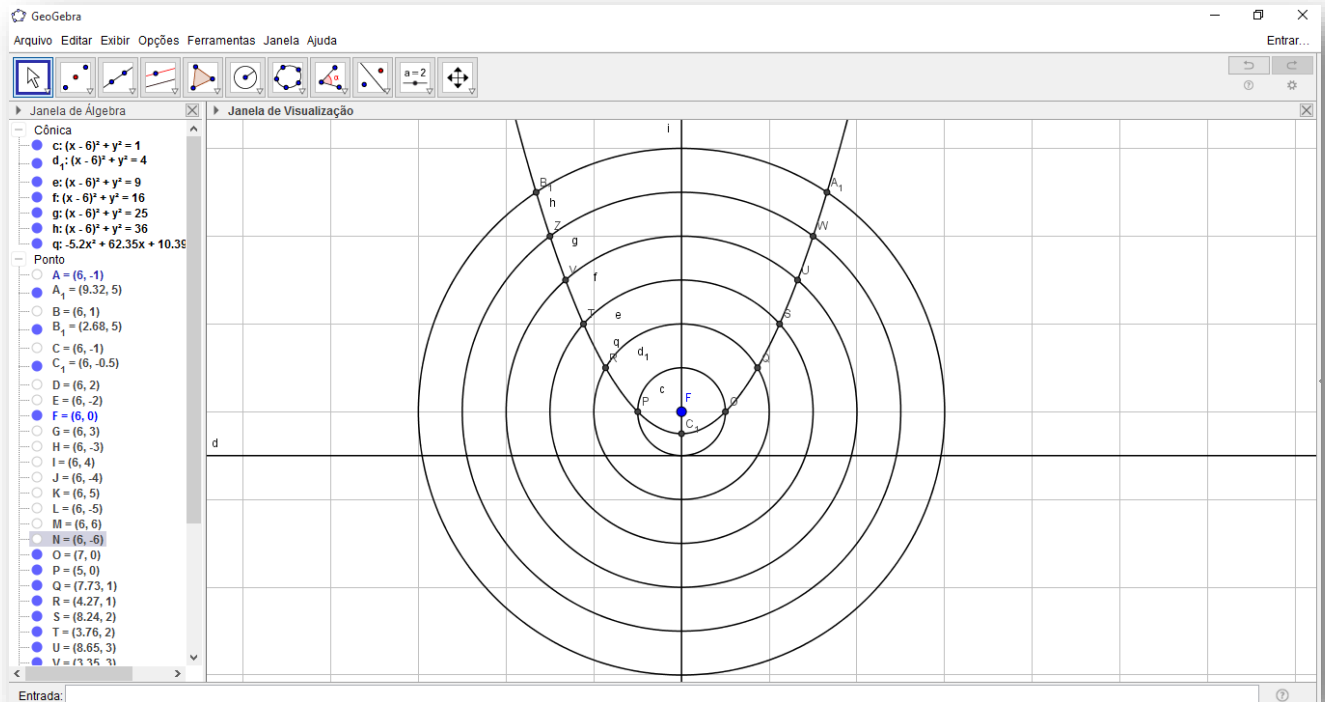 GeoGebra
Arquivo Editar Exibir Opções Ferramentas Janela Ajuda
Entrar...
a = 2
Janela de Álgebra
Janela de Visualização
Cônica
c: (x - 6)² + y² = 1
d₁: (x - 6)² + y² = 4
e: (x - 6)² + y² = 9
f: (x - 6)² + y² = 16
g: (x - 6)² + y² = 25
h: (x - 6)² + y² = 36
q: -5.2x² + 62.35x + 10.39
Ponto
A = (6, -1)
A₁ = (9.32, 5)
B = (6, 1)
B₁ = (2.68, 5)
C = (6, -1)
C₁ = (6, -0.5)
D = (6, 2)
E = (6, -2)
F = (6, 0)
G = (6, 3)
H = (6, -3)
I = (6, 4)
J = (6, -4)
K = (6, 5)
L = (6, -5)
M = (6, 6)
N = (6, -6)
O = (7, 0)
P = (5, 0)
Q = (7.73, 1)
R = (4.27, 1)
S = (8.24, 2)
T = (3.76, 2)
U = (8.65, 3)
V = (3.35, 3)
i
B₁
A₁
h
Z
W
g
V
U
f
T
S
e
q
d₁
R
Q
c
P
F
O
C₁
d
Entrada: